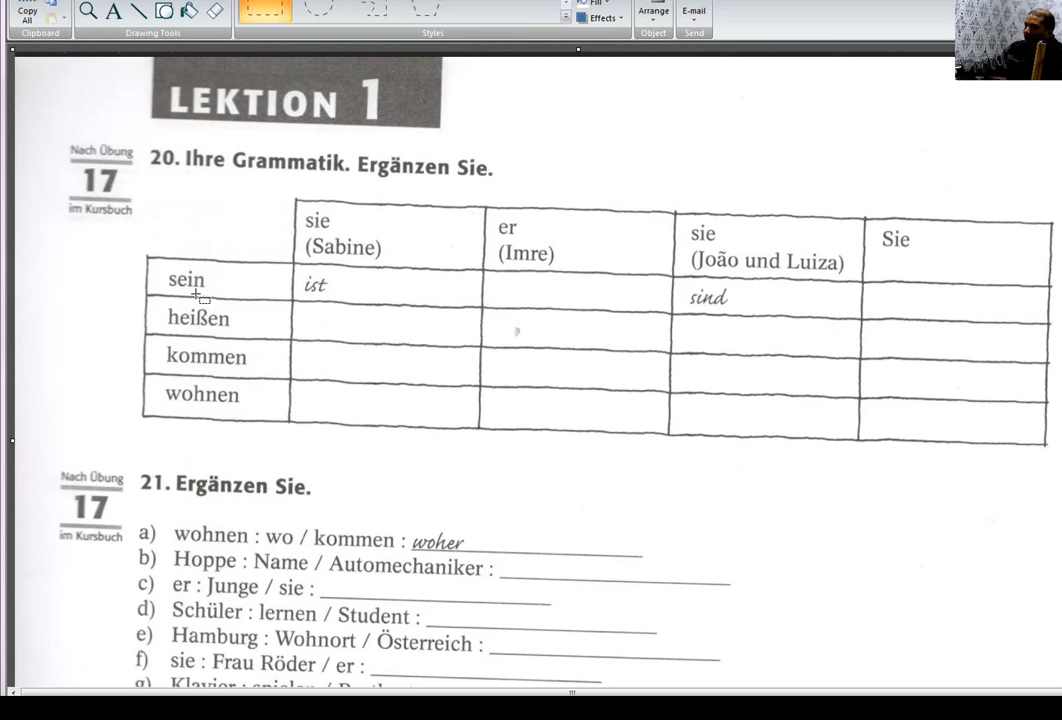 Copy
All
Clipboard
Drawing Tools
Styles
Fill
Effects
Arrange
Object
E-mail
Send
LEKTION 1
Nach Übung
17
im Kursbuch
20. Ihre Grammatik. Ergänzen Sie.
sie
(Sabine)
er
(Imre)
sie
(João und Luiza)
Sie
sein ist sind
heißen
kommen
wohnen
Nach Übung
17
im Kursbuch
21. Ergänzen Sie.
a) wohnen : wo / kommen : woher
b) Hoppe : Name / Automechaniker :
c) er : Junge / sie :
d) Schüler : lernen / Student :
e) Hamburg : Wohnort / Österreich :
f) sie : Frau Röder / er :
g) Klavier :